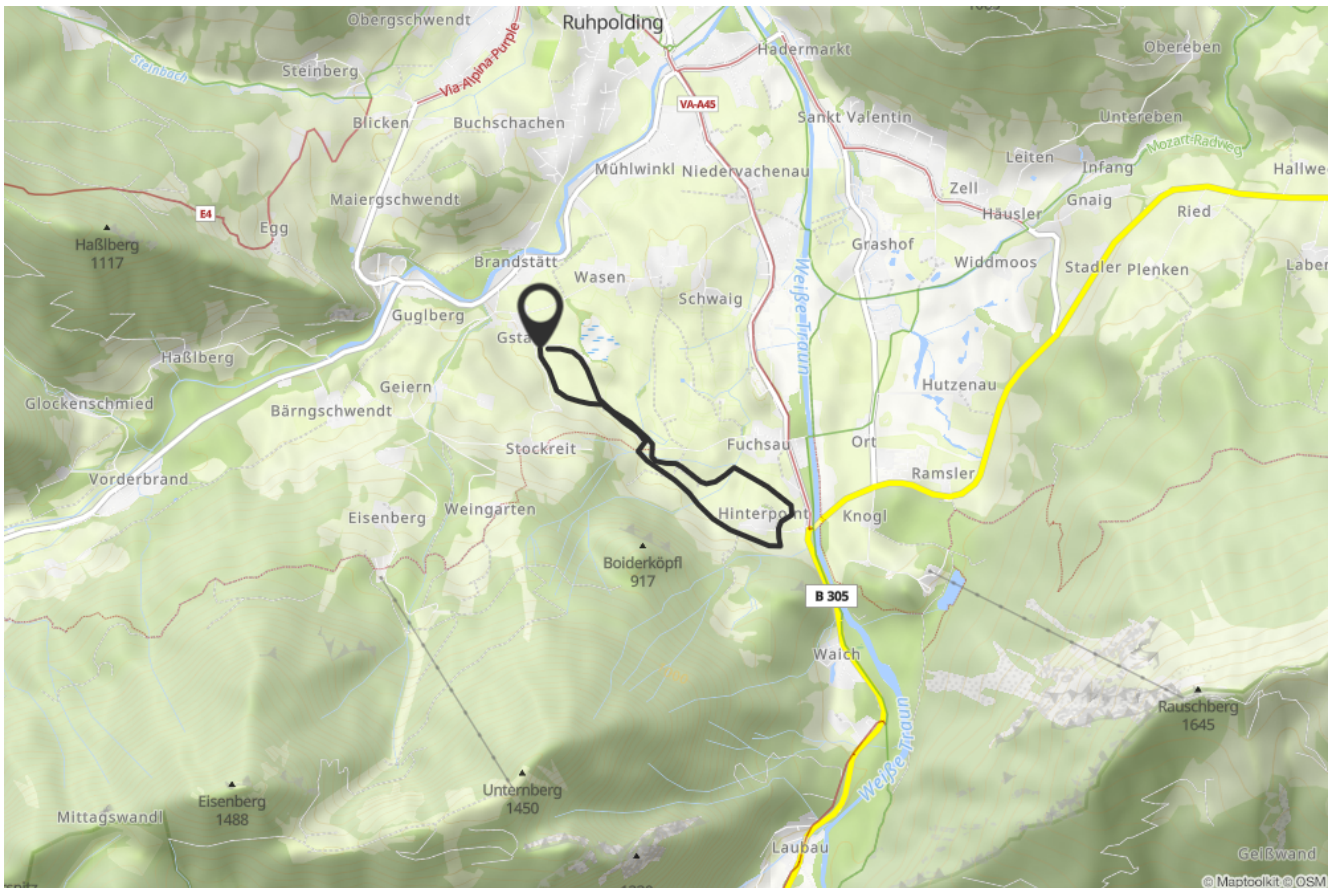 Obergschwendt
Ruhpolding
Hadermarkt
Obereben
Steinbach
Steinberg
Via Alpina Purple
VA-A45
Blicken
Buchschachen
Sankt Valentin
Untereben
Mozart Radweg
Leiten
Infang
Mühlwinkl
Niedervachenau
Zell
Maiergschwendt
Häusler
Gnaig
Ried
E4
Egg
Haßlberg
1117
Grashof
Brandstätt
Wasen
Widdmoos
Stadler
Plenken
Weiße Traun
Schwaig
Guglberg
Haßlberg
Geiern
Hutzenau
Glockenschmied
Bärngschwendt
Stockreit
Fuchsau
Ort
Ramsler
Vorderbrand
Eisenberg
Weingarten
Hinterpoint
Knogl
Boiderköpfl
917
B 305
Waich
Rauschberg
1645
Weiße Traun
Unternberg
1450
Eisenberg
1488
Mittagswandl
Laubau
Geißwand
© Maptoolkit © OSM